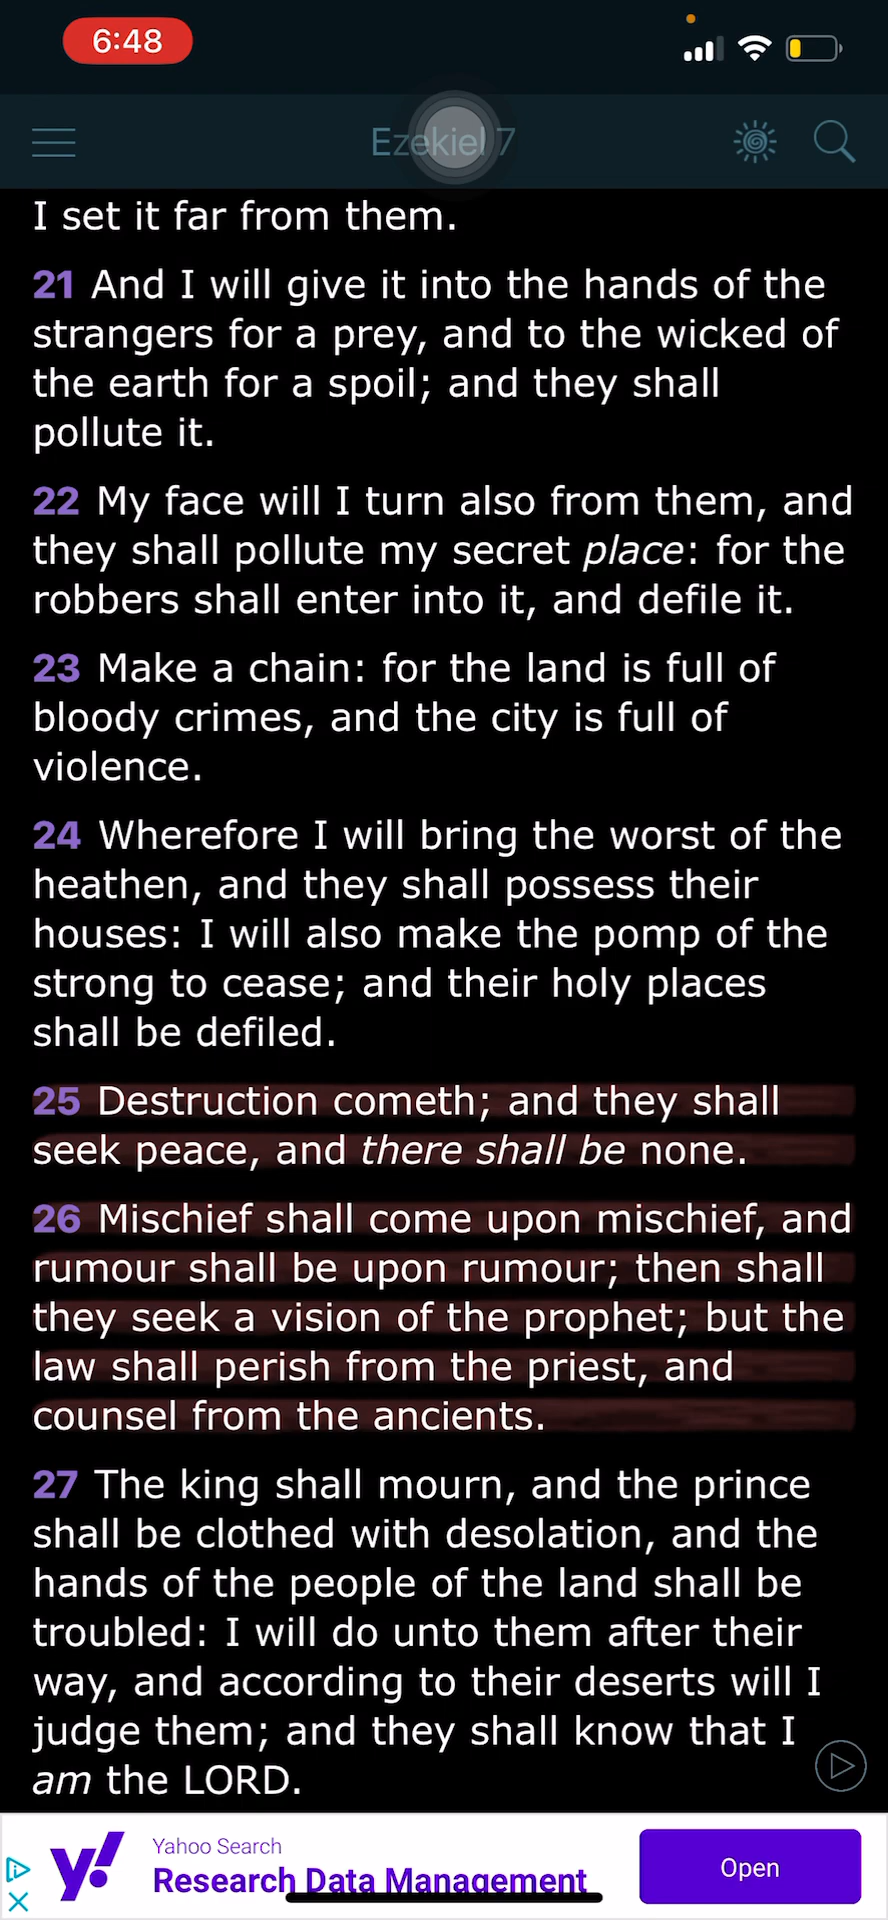 6:48
Ezekiel 7
I set it far from them.
21 And I will give it into the hands of the
strangers for a prey, and to the wicked of
the earth for a spoil; and they shall
pollute it.
22 My face will I turn also from them, and
they shall pollute my secret place: for the
robbers shall enter into it, and defile it.
23 Make a chain: for the land is full of
bloody crimes, and the city is full of
violence.
24 Wherefore I will bring the worst of the
heathen, and they shall possess their
houses: I will also make the pomp of the
strong to cease; and their holy places
shall be defiled.
25 Destruction cometh; and they shall
seek peace, and there shall be none.
26 Mischief shall come upon mischief, and
rumour shall be upon rumour; then shall
they seek a vision of the prophet; but the
law shall perish from the priest, and
counsel from the ancients.
27 The king shall mourn, and the prince
shall be clothed with desolation, and the
hands of the people of the land shall be
troubled: I will do unto them after their
way, and according to their deserts will I
judge them; and they shall know that I
am the LORD.
y!
Yahoo Search
Research Data Management
Open